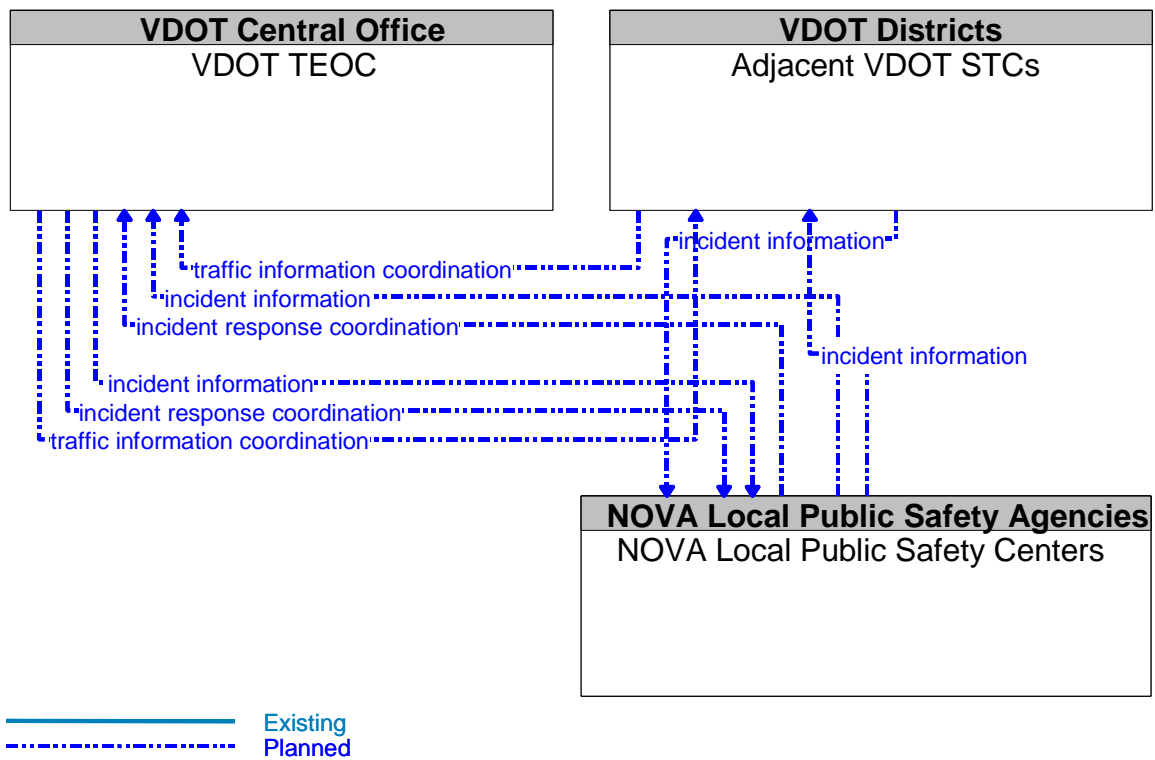 VDOT Central Office
VDOT TEOC
VDOT Districts
Adjacent VDOT STCs
incident information
traffic information coordination
incident information
incident response coordination
incident information
incident information
incident response coordination
traffic information coordination
NOVA Local Public Safety Agencies
NOVA Local Public Safety Centers
Existing
Planned